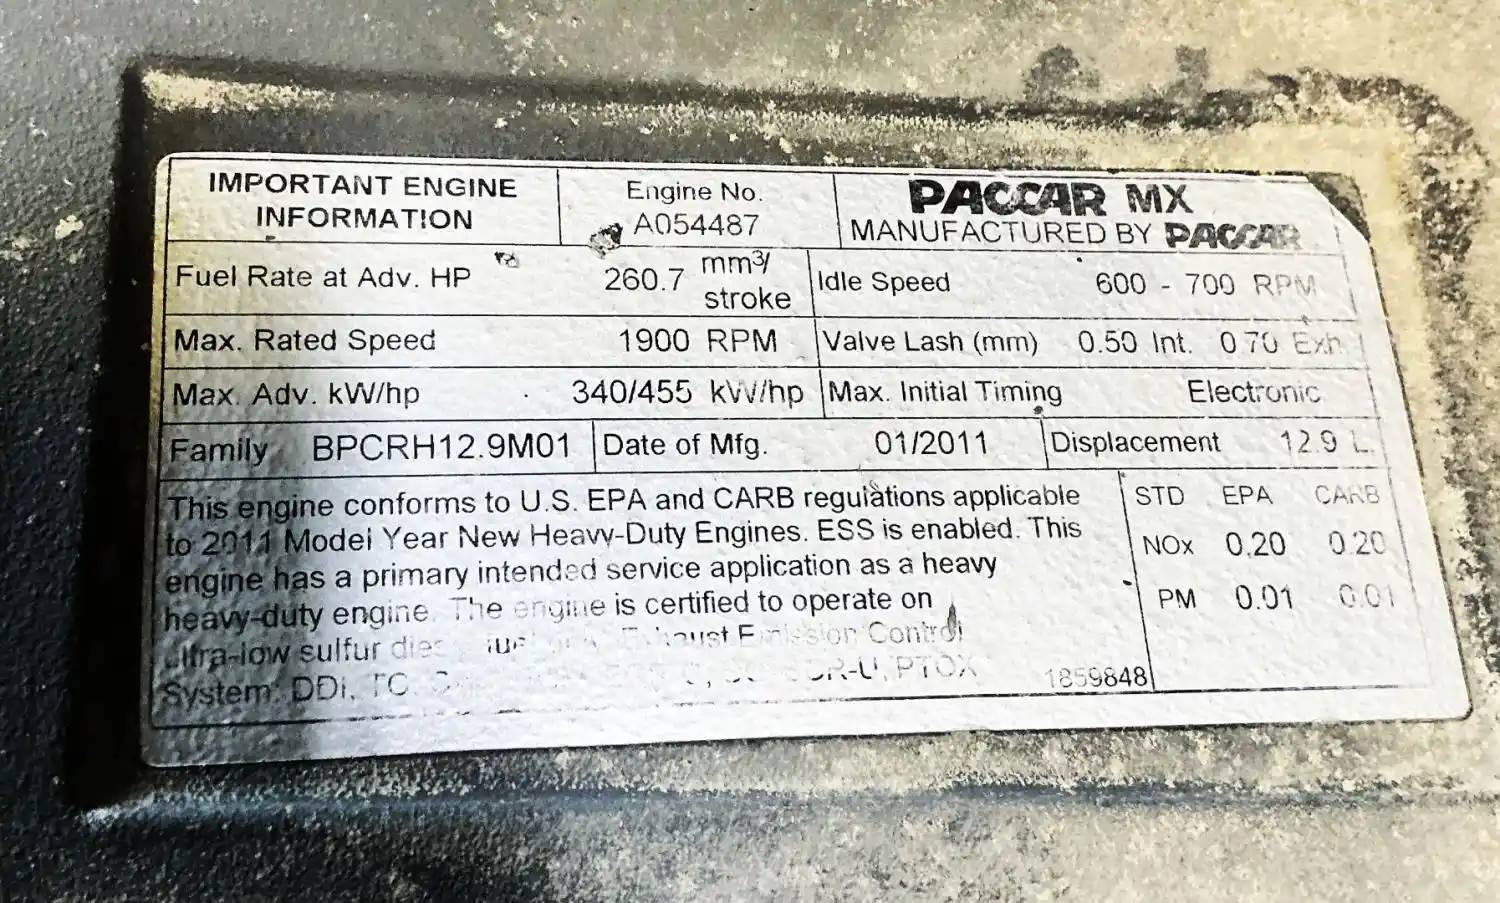 IMPORTANT ENGINE
INFORMATION
Engine No.
A054487
PACCAR MX
MANUFACTURED BY PACCAR
Fuel Rate at Adv. HP 260.7 mm³/ stroke
Idle Speed 600 - 700 RPM
Max. Rated Speed 1900 RPM
Valve Lash (mm) 0.50 Int. 0.70 Exh.
Max. Adv. kW/hp 340/455 kW/hp
Max. Initial Timing Electronic
Family BPCRH12.9M01
Date of Mfg. 01/2011
Displacement 12.9 L.
This engine conforms to U.S. EPA and CARB regulations applicable
to 2011 Model Year New Heavy-Duty Engines. ESS is enabled. This
engine has a primary intended service application as a heavy
heavy-duty engine. The engine is certified to operate on
ultra-low sulfur Exhaust Emission Control
System: DDI, TC, PTOX
1859848
STD EPA CARB
NOx 0.20 0.20
PM 0.01 0.01